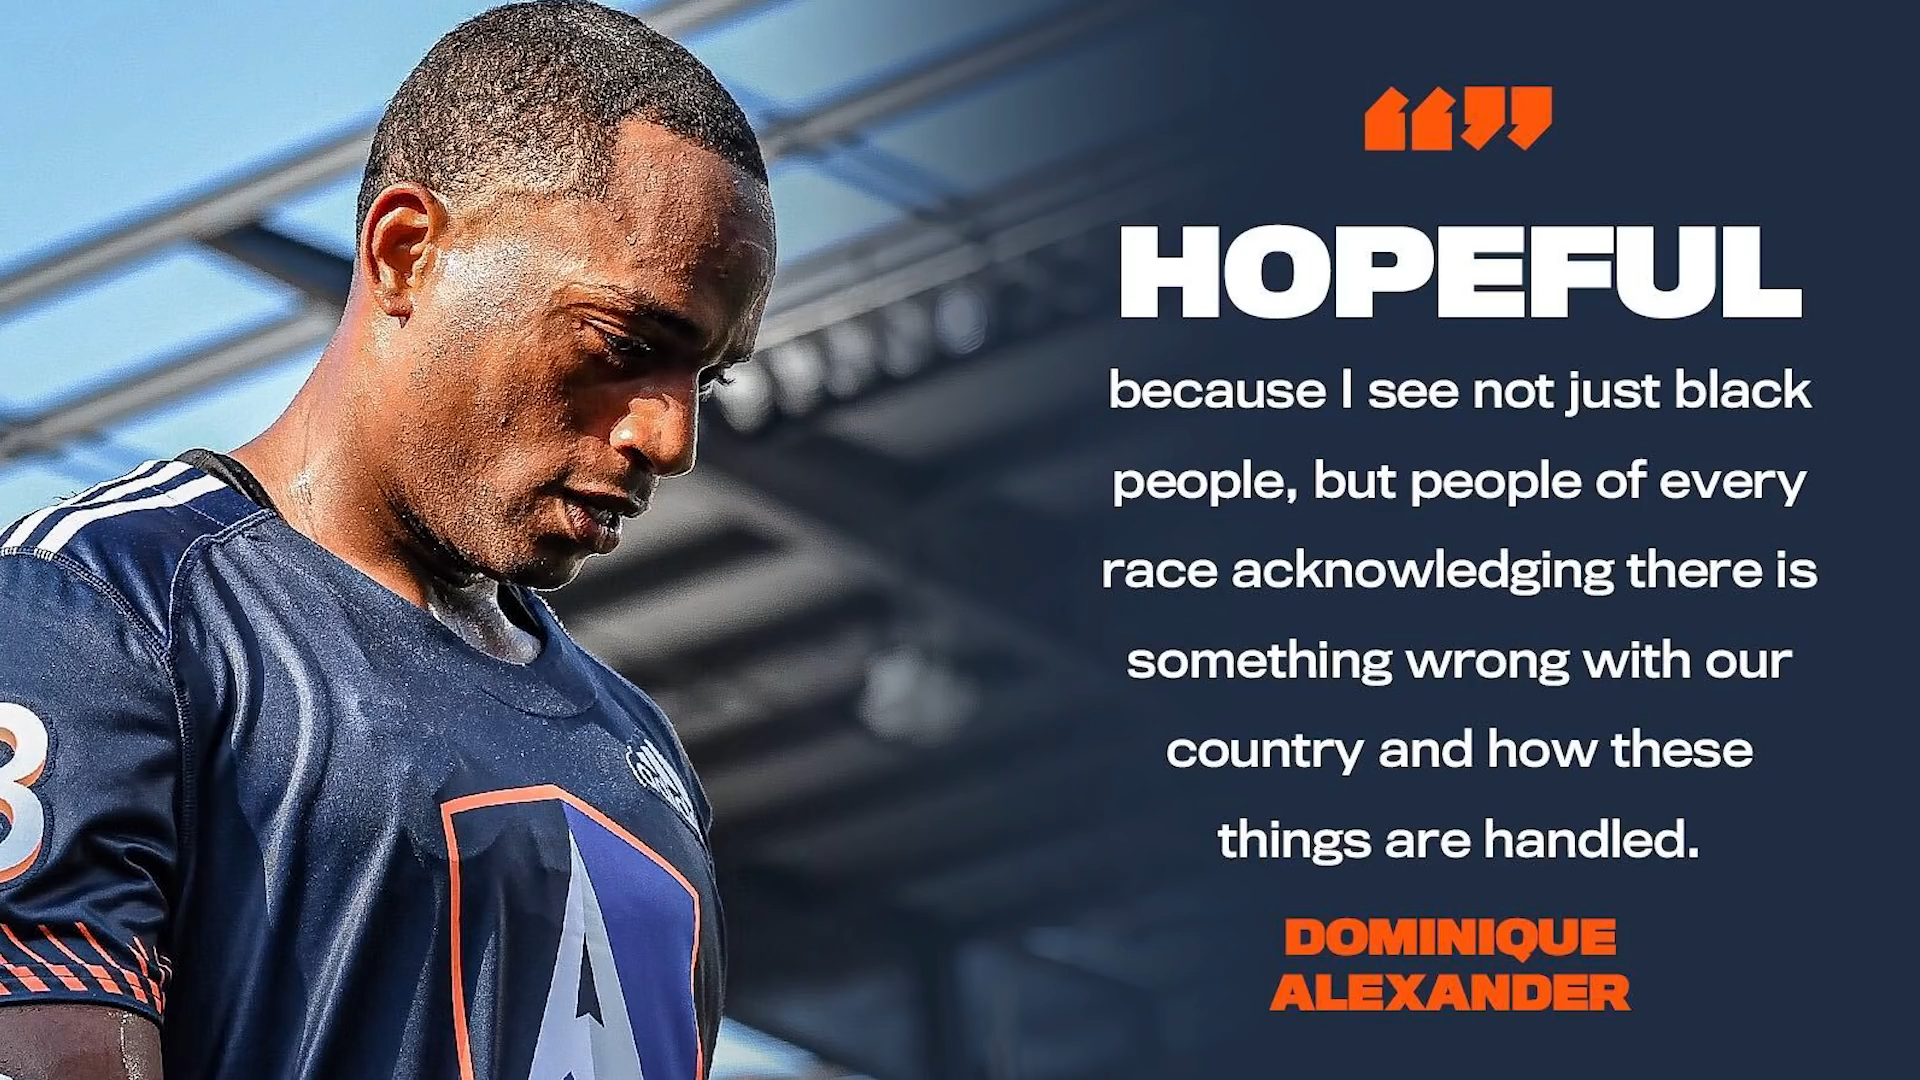 HOPEFUL
because I see not just black
people, but people of every
race acknowledging there is
something wrong with our
country and how these
things are handled.
DOMINIQUE
ALEXANDER
8
A